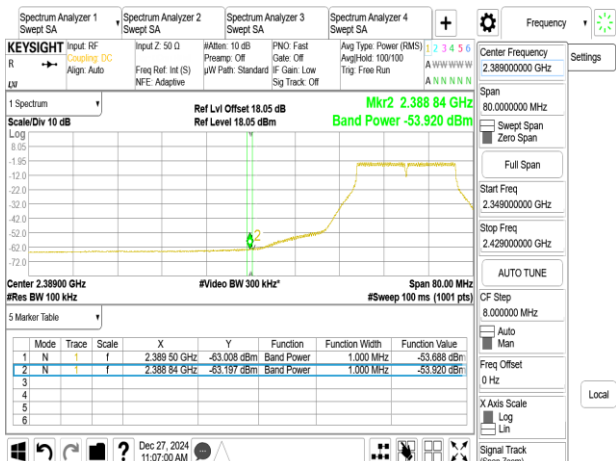 Spectrum Analyzer 1
Swept SA
Spectrum Analyzer 2
Swept SA
Spectrum Analyzer 3
Swept SA
Spectrum Analyzer 4
Swept SA
+
Frequency
KEYSIGHT
R
LXI
Input: RF
Coupling: DC
Align: Auto
Input Z: 50 Ω
Freq Ref: Int (S)
NFE: Adaptive
#Atten: 10 dB
Preamp: Off
µW Path: Standard
PNO: Fast
Gate: Off
IF Gain: Low
Sig Track: Off
Avg Type: Power (RMS)
Avg|Hold: 100/100
Trig: Free Run
1 2 3 4 5 6
A W W W W W
A N N N N N
1 Spectrum
Scale/Div 10 dB
Ref Lvl Offset 18.05 dB
Ref Level 18.05 dBm
Mkr2 2.388 84 GHz
Band Power -53.920 dBm
Log
8.05
-1.95
-12.0
-22.0
-32.0
-42.0
-52.0
-62.0
-72.0
2
Center 2.38900 GHz
#Res BW 100 kHz
#Video BW 300 kHz*
Span 80.00 MHz
#Sweep 100 ms (1001 pts)
5 Marker Table
Mode Trace Scale X Y Function Function Width Function Value
1 N 1 f 2.389 50 GHz -63.008 dBm Band Power 1.000 MHz -53.688 dBm
2 N 1 f 2.388 84 GHz -63.197 dBm Band Power 1.000 MHz -53.920 dBm
3
4
5
6
?
Dec 27, 2024
11:07:00 AM
Center Frequency
2.389000000 GHz
Span
80.0000000 MHz
Swept Span
Zero Span
Full Span
Start Freq
2.349000000 GHz
Stop Freq
2.429000000 GHz
AUTO TUNE
CF Step
8.000000 MHz
Auto
Man
Freq Offset
0 Hz
X Axis Scale
Log
Lin
Signal Track
(Span Zoom)
Settings
Local